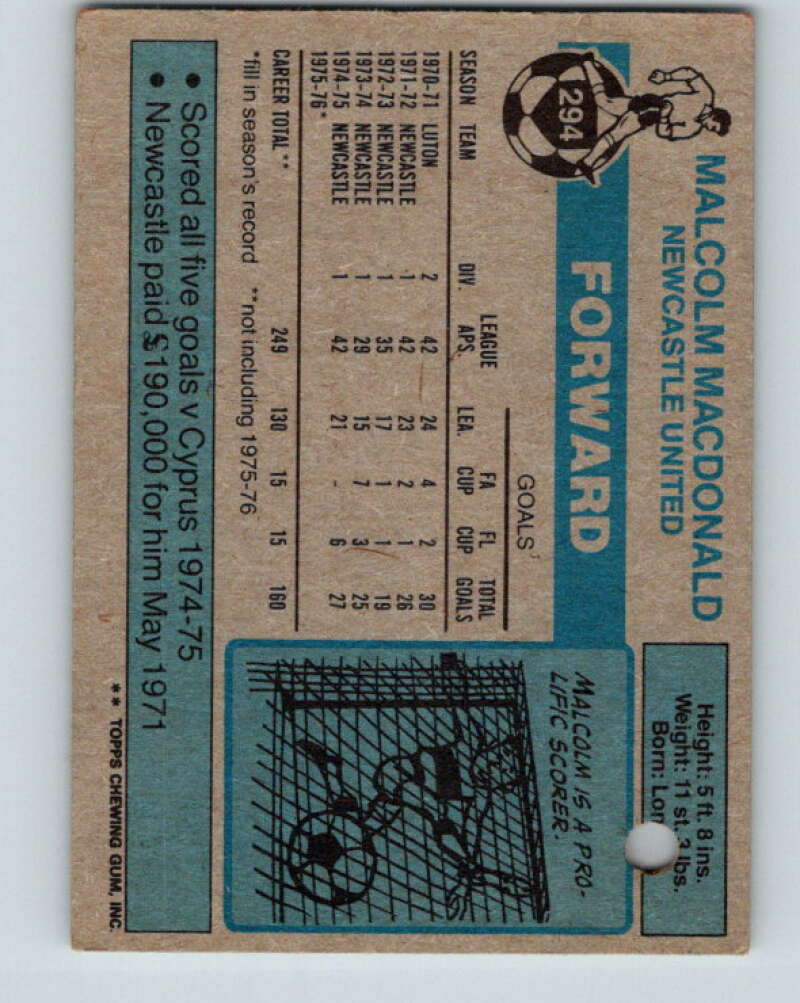 294
MALCOLM MACDONALD
NEWCASTLE UNITED
FORWARD
Height: 5 ft. 8 ins.
Weight: 11 st. 3 lbs.
Born:
GOALS
LEAGUE FA FL TOTAL
SEASON TEAM DIV. APS. LEA. CUP CUP GOALS
1970-71 LUTON 2 42 24 4 2 30
1971-72 NEWCASTLE 1 42 23 2 1 26
1972-73 NEWCASTLE 1 35 17 1 1 19
1973-74 NEWCASTLE 1 29 15 7 3 25
1974-75 NEWCASTLE 1 42 21 - 6 27
1975-76*
CAREER TOTAL** 249 130 15 15 160
*fill in season's record **not including 1975-76
MALCOLM IS A PRO-
LIFIC SCORER.
• Scored all five goals v Cyprus 1974-75
• Newcastle paid £190,000 for him May 1971
** TOPPS CHEWING GUM, INC.